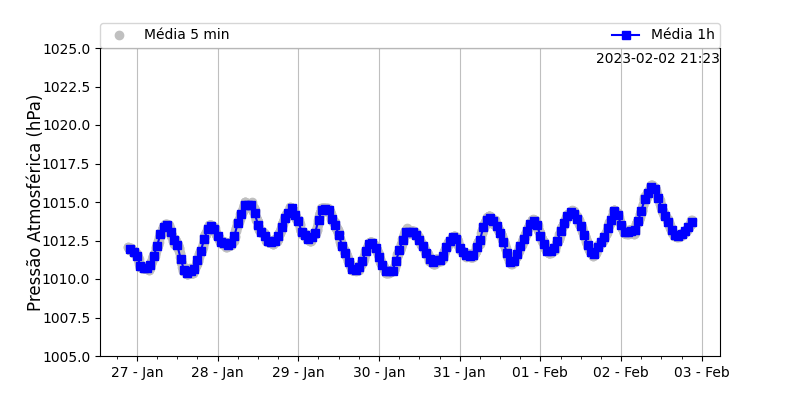 Média 5 min
Média 1h
2023-02-02 21:23
Pressão Atmosférica (hPa)
1025.0
1022.5
1020.0
1017.5
1015.0
1012.5
1010.0
1007.5
1005.0
27 - Jan
28 - Jan
29 - Jan
30 - Jan
31 - Jan
01 - Feb
02 - Feb
03 - Feb